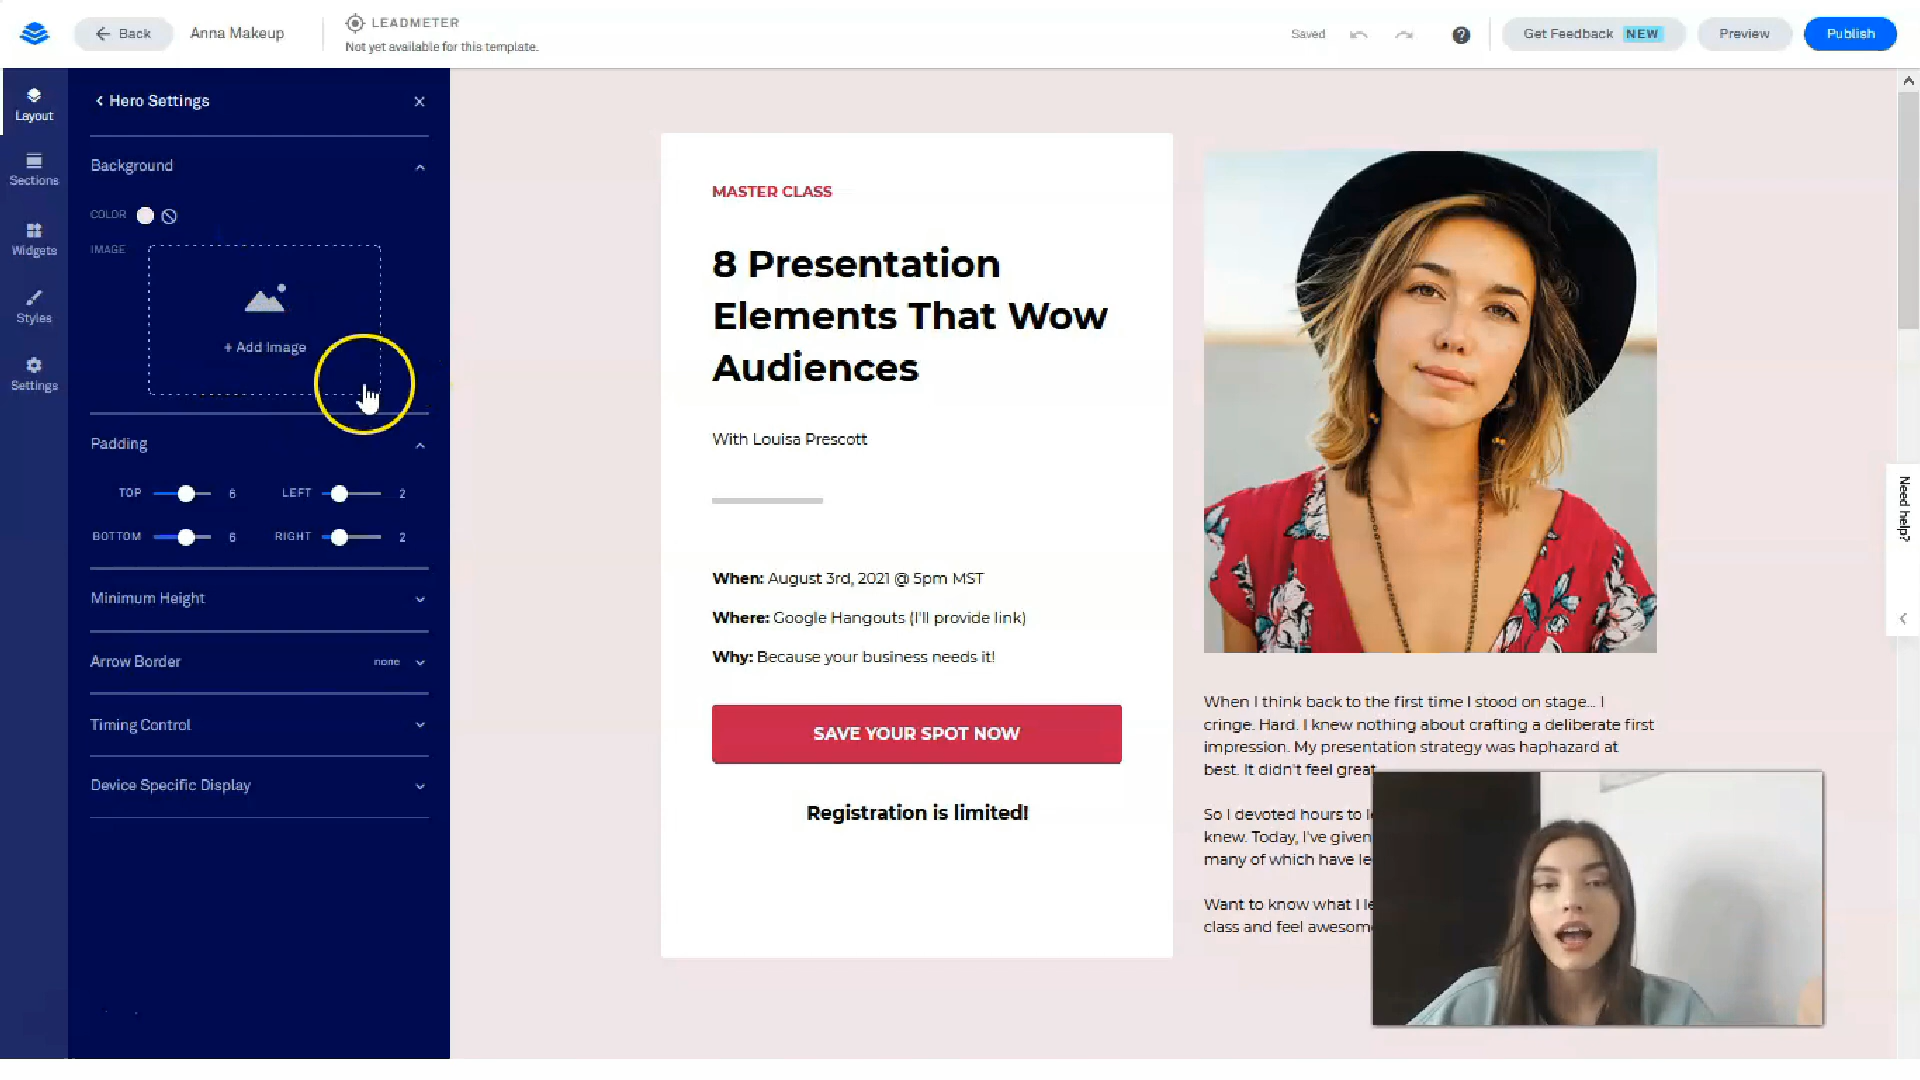 Back
Anna Makeup
LEADMETER
Not yet available for this template.
Saved
Get Feedback NEW
Preview
Publish
Layout
Sections
Widgets
Styles
Settings
Hero Settings
Background
COLOR
IMAGE
+ Add Image
Padding
TOP 6 LEFT 2
BOTTOM 6 RIGHT 2
Minimum Height
Arrow Border none
Timing Control
Device Specific Display
MASTER CLASS
8 Presentation
Elements That Wow
Audiences
With Louisa Prescott
When: August 3rd, 2021 @ 5pm MST
Where: Google Hangouts (I'll provide link)
Why: Because your business needs it!
SAVE YOUR SPOT NOW
Registration is limited!
When I think back to the first time I stood on stage... I
cringe. Hard. I knew nothing about crafting a deliberate first
impression. My presentation strategy was haphazard at
best. It didn't feel great
So I devoted hours to
knew. Today, I've given
many of which have
Want to know what I
class and feel
Need help?